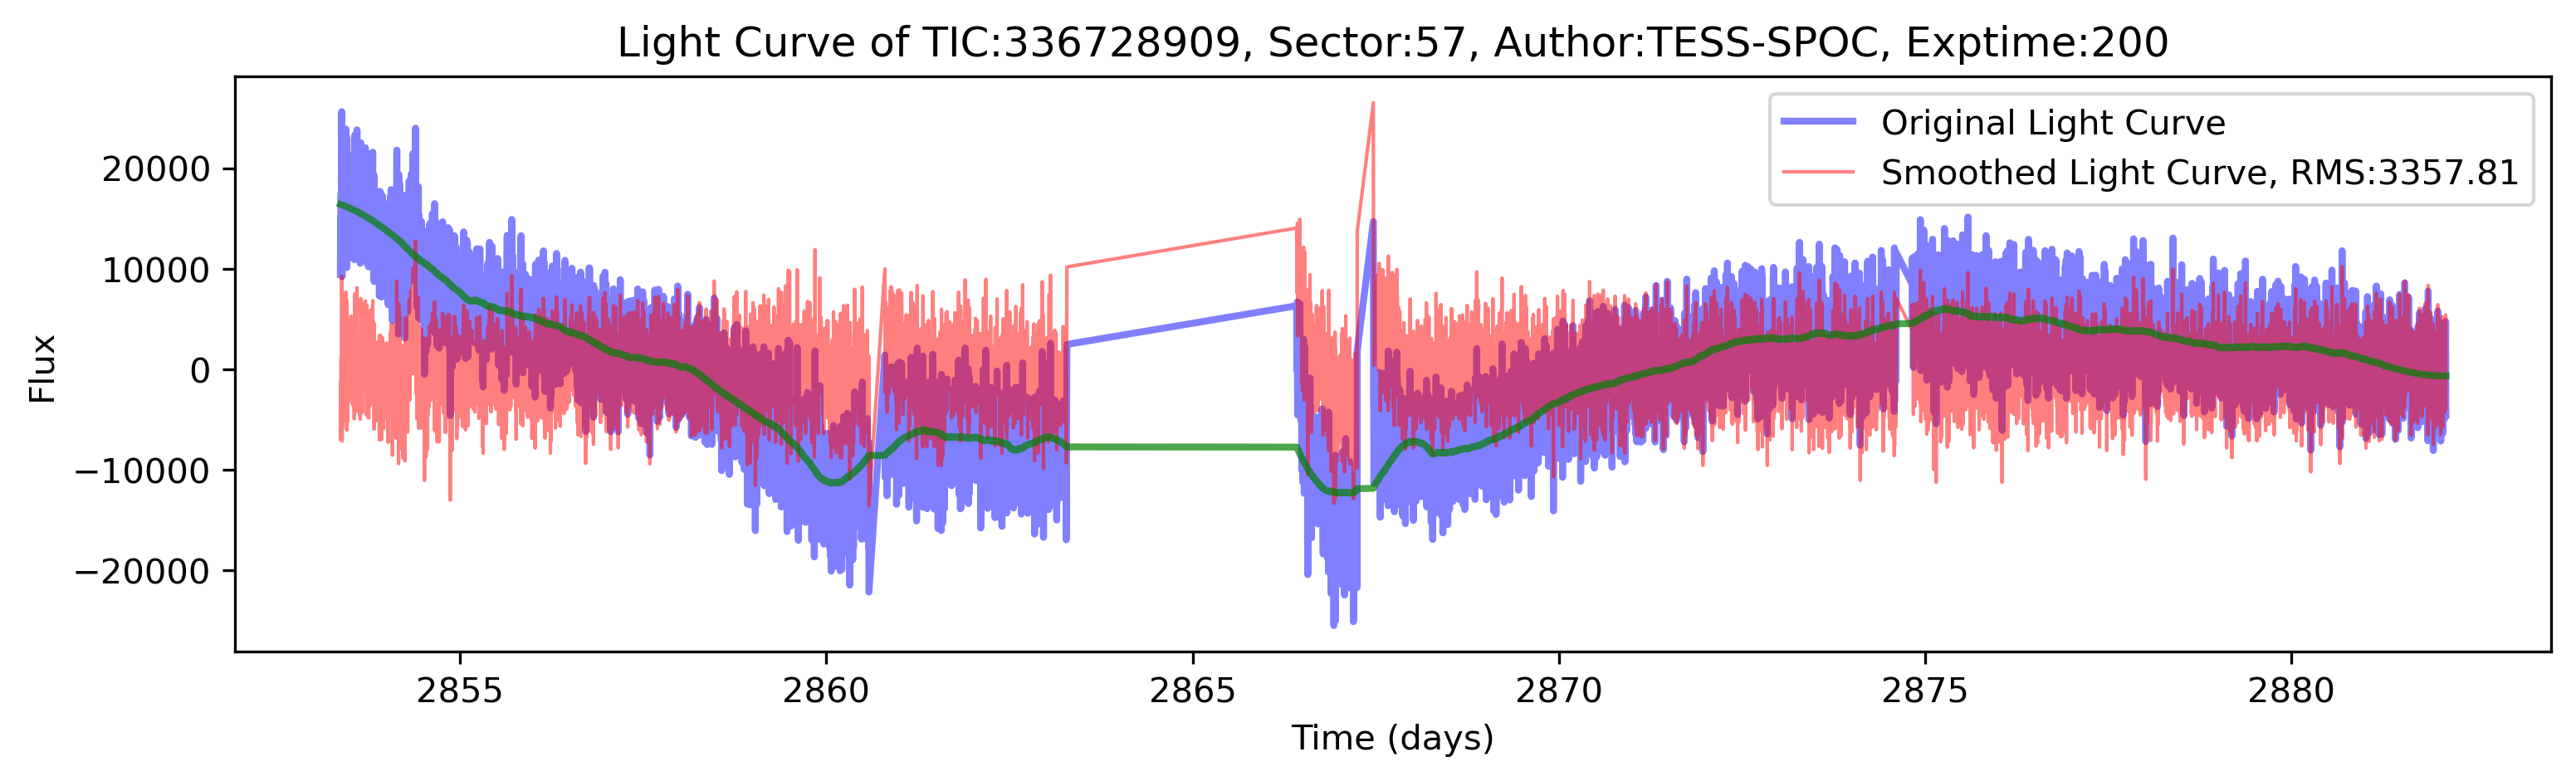 Light Curve of TIC:336728909, Sector:57, Author:TESS-SPOC, Exptime:200
Original Light Curve
Smoothed Light Curve, RMS:3357.81
Flux
20000
10000
0
−10000
−20000
2855 2860 2865 2870 2875 2880
Time (days)